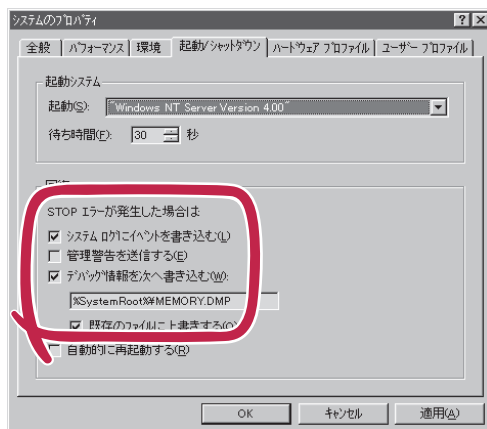 システムのプロパティ
全般 パフォーマンス 環境 起動/シャットダウン ハードウェア プロファイル ユーザー プロファイル
起動システム
起動(S): "Windows NT Server Version 4.00"
待ち時間(F): 30 秒
STOP エラーが発生した場合は
システム ログにイベントを書き込む(L)
管理警告を送信する(E)
デバッグ情報を次へ書き込む(W):
%SystemRoot%¥MEMORY.DMP
既存のファイルに上書きする(O)
自動的に再起動する(R)
OK キャンセル 適用(A)